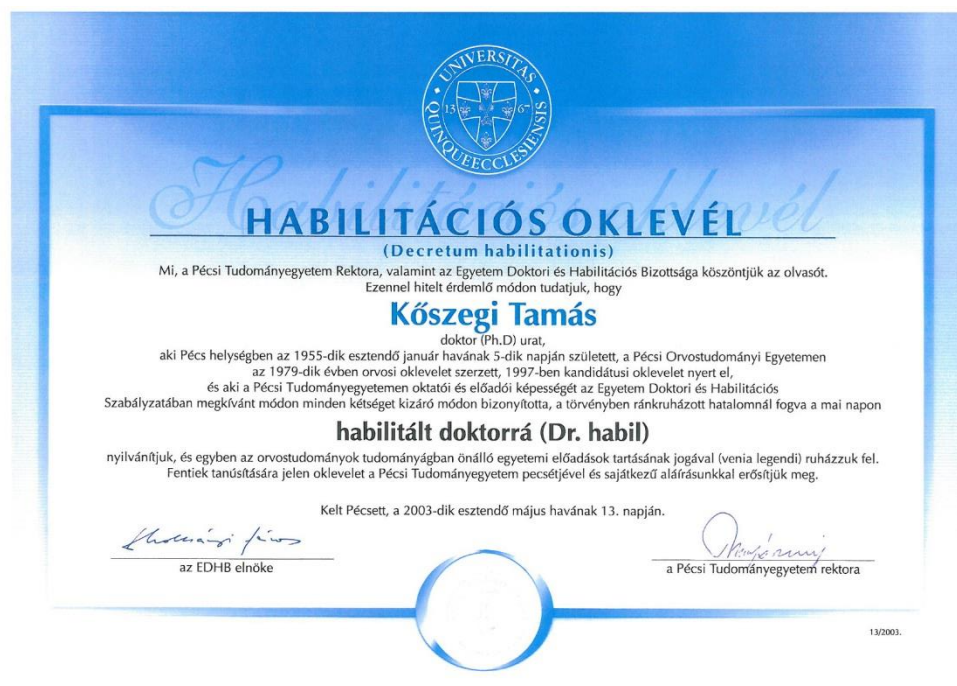 UNIVERSITAS QUINQUEECCLESIENSIS
13 67
Habilitációs oklevél
HABILITÁCIÓS OKLEVÉL
(Decretum habilitationis)
Mi, a Pécsi Tudományegyetem Rektora, valamint az Egyetem Doktori és Habilitációs Bizottsága köszöntjük az olvasót.
Ezennel hitelt érdemlő módon tudatjuk, hogy
Kőszegi Tamás
doktor (Ph.D) urat,
aki Pécs helységben az 1955-dik esztendő január havának 5-dik napján született, a Pécsi Orvostudományi Egyetemen
az 1979-dik évben orvosi oklevelet szerzett, 1997-ben kandidátusi oklevelet nyert el,
és aki a Pécsi Tudományegyetemen oktatói és előadói képességét az Egyetem Doktori és Habilitációs
Szabályzatában megkívánt módon minden kétséget kizáró módon bizonyította, a törvényben ránkruházott hatalomnál fogva a mai napon
habilitált doktorrá (Dr. habil)
nyilvánítjuk, és egyben az orvostudományok tudományágban önálló egyetemi előadások tartásának jogával (venia legendi) ruházzuk fel.
Fentiek tanúsítására jelen oklevelet a Pécsi Tudományegyetem pecsétjével és sajátkezű aláírásunkkal erősítjük meg.
Kelt Pécsett, a 2003-dik esztendő május havának 13. napján.
az EDHB elnöke
a Pécsi Tudományegyetem rektora
13/2003.